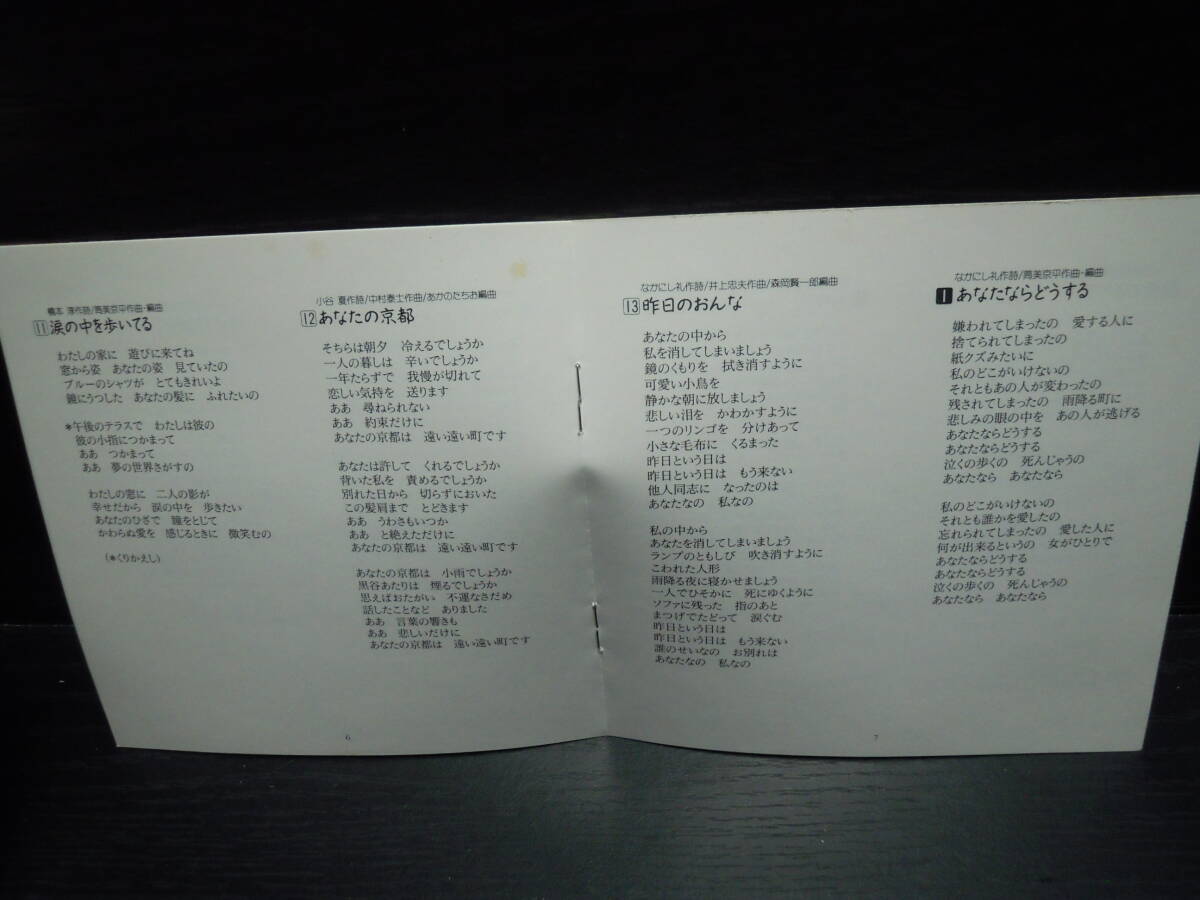 橋本 淳作詩/筒美京平作曲・編曲
11 涙の中を歩いてる
わたしの家に 遊びに来てね
窓から姿 あなたの姿 見ていたの
ブルーのシャツが とてもきれいよ
鏡にうつした あなたの髪に ふれたいの
*午後のテラスで わたしは彼の
彼の小指につかまって
ああ つかまって
ああ 夢の世界さがすの
わたしの窓に 二人の影が
幸せだから 涙の中を 歩きたい
あなたのひざで 瞳をとじて
かわらぬ愛を 感じるときに 微笑むの
(*くりかえし)
小谷 夏作詩/中村泰士作曲/あかのたちお編曲
12 あなたの京都
そちらは朝夕 冷えるでしょうか
一人の暮しは 辛いでしょうか
一年たらずで 我慢が切れて
恋しい気持を 送ります
ああ 尋ねられない
ああ 約束だけに
あなたの京都は 遠い遠い町です
あなたは許して くれるでしょうか
背いた私を 責めるでしょうか
別れた日から 切らずにおいた
この髪肩まで とどきます
ああ うわさもいつか
ああ と絶えただけに
あなたの京都は 遠い遠い町です
あなたの京都は 小雨でしょうか
黒谷あたりは 煙るでしょうか
思えばおたがい 不運なさだめ
話したことなど ありました
ああ 言葉の響きも
ああ 悲しいだけに
あなたの京都は 遠い遠い町です
6
なかにし礼作詩/井上忠夫作曲/森岡賢一郎編曲
13 昨日のおんな
あなたの中から
私を消してしまいましょう
鏡のくもりを 拭き消すように
可愛い小鳥を
静かな朝に放しましょう
悲しい泪を かわかすように
一つのリンゴを 分けあって
小さな毛布に くるまった
昨日という日は
昨日という日は もう来ない
他人同志に なったのは
あなたなの 私なの
私の中から
あなたを消してしまいましょう
ランプのともしび 吹き消すように
こわれた人形
雨降る夜に寝かせましょう
一人でひそかに 死にゆくように
ソファに残った 指のあと
まつげでたどって 涙ぐむ
昨日という日は
昨日という日は もう来ない
誰のせいなの お別れは
あなたなの 私なの
7
なかにし礼作詩/筒美京平作曲・編曲
1 あなたならどうする
嫌われてしまったの 愛する人に
捨てられてしまったの
紙クズみたいに
私のどこがいけないの
それともあの人が変わったの
残されてしまったの 雨降る町に
悲しみの眼の中を あの人が逃げる
あなたならどうする
あなたならどうする
泣くの歩くの 死んじゃうの
あなたなら あなたなら
私のどこがいけないの
それとも誰かを愛したの
忘れられてしまったの 愛した人に
何が出来るというの 女がひとりで
あなたならどうする
あなたならどうする
泣くの歩くの 死んじゃうの
あなたなら あなたなら